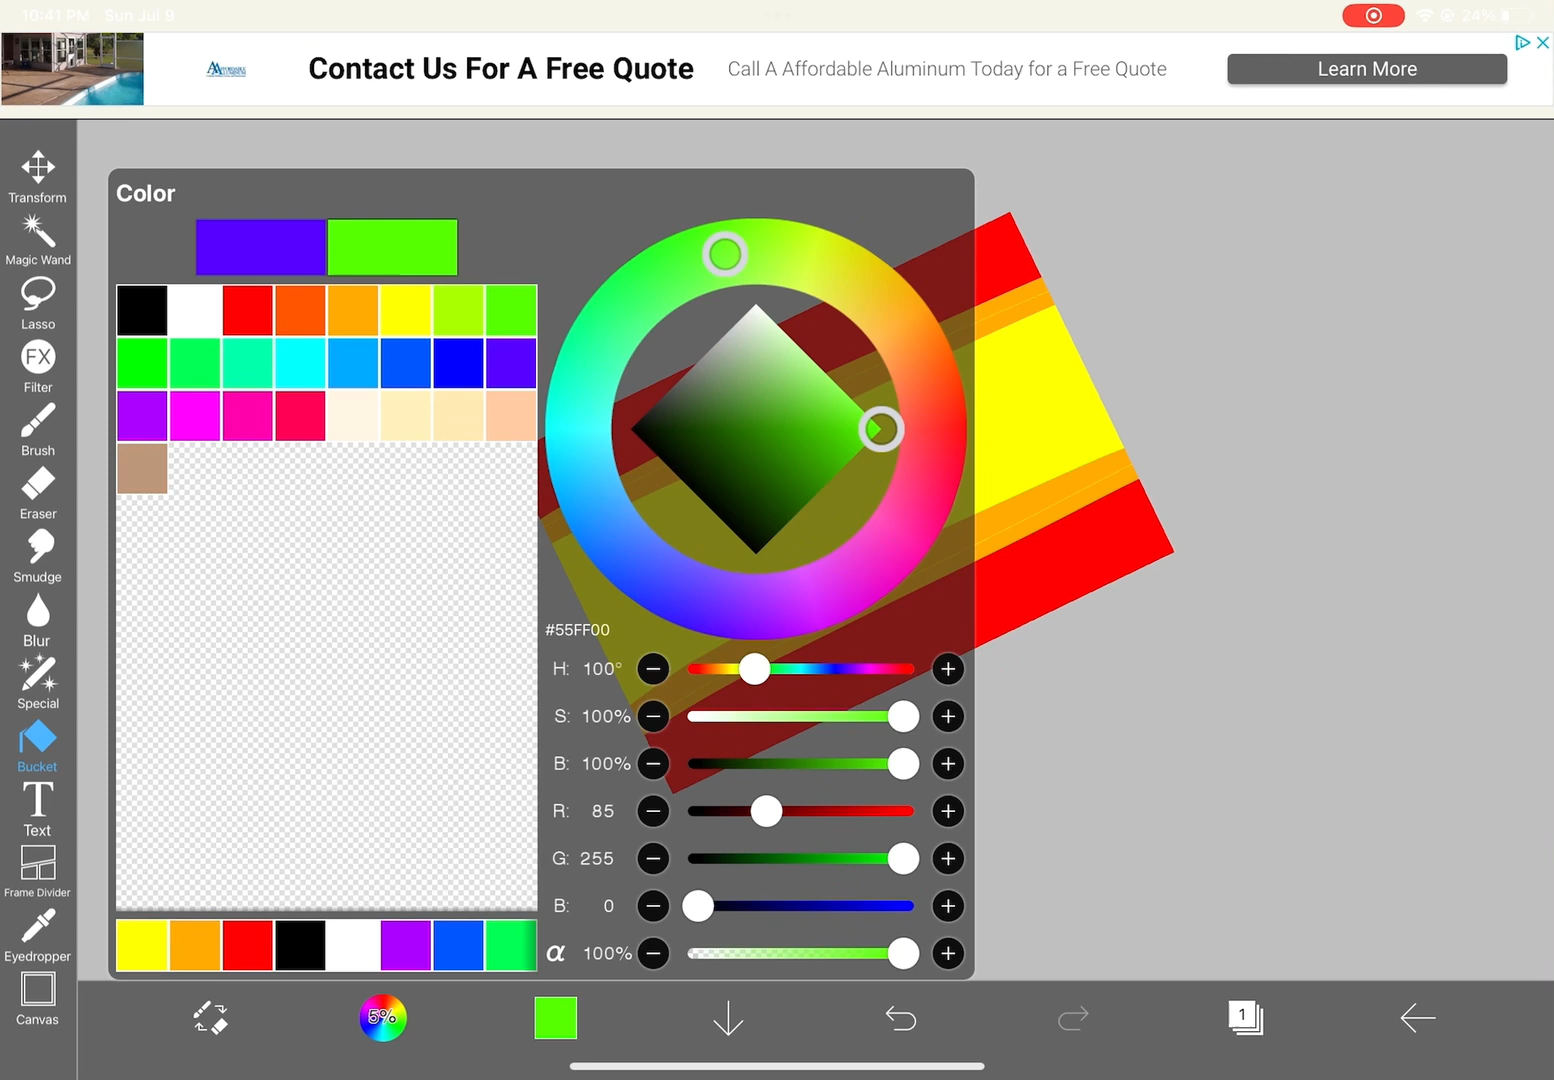 10:41 PM Sun Jul 9
24%
Contact Us For A Free Quote
Call A Affordable Aluminum Today for a Free Quote
Learn More
Transform
Magic Wand
Lasso
FX
Filter
Brush
Eraser
Smudge
Blur
Special
Bucket
T
Text
Frame Divider
Eyedropper
Canvas
Color
#55FF00
H: 100°
S: 100%
B: 100%
R: 85
G: 255
B: 0
α 100%
5%
1